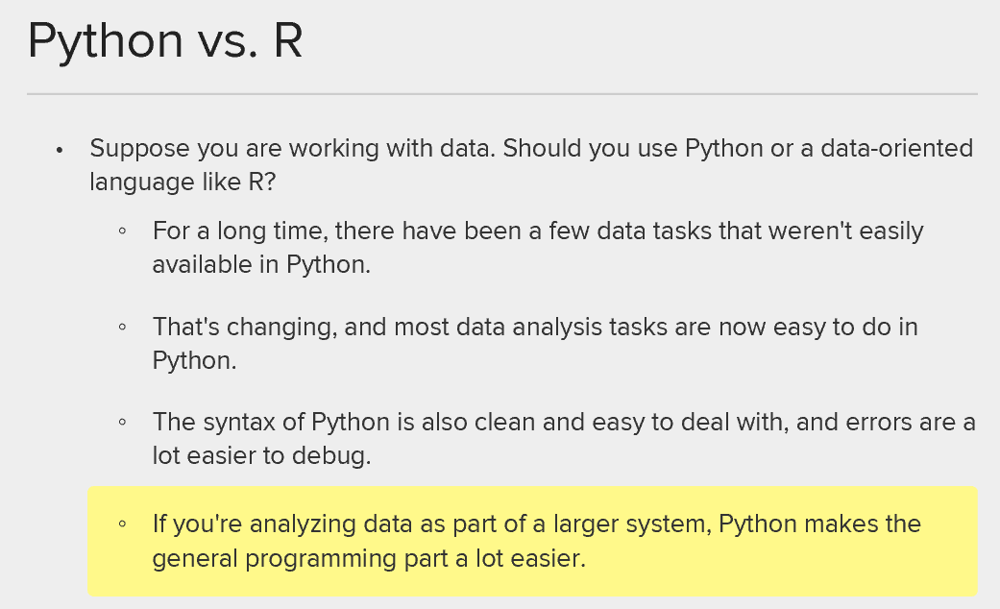 Python vs. R
• Suppose you are working with data. Should you use Python or a data-oriented
language like R?
◦ For a long time, there have been a few data tasks that weren't easily
available in Python.
◦ That's changing, and most data analysis tasks are now easy to do in
Python.
◦ The syntax of Python is also clean and easy to deal with, and errors are a
lot easier to debug.
◦ If you're analyzing data as part of a larger system, Python makes the
general programming part a lot easier.